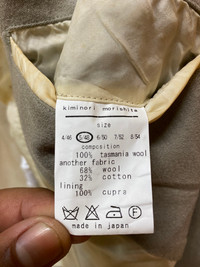 kiminori morishita
size
4/46 5/48 6/50 7/52 8/54
composition
100% tasmania wool
another fabric
68% wool
32% cotton
lining
100% cupra
made in japan